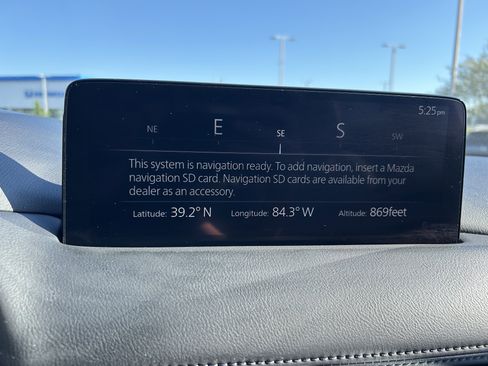 5:25pm
NE E SE S SW
This system is navigation ready. To add navigation, insert a Mazda
navigation SD card. Navigation SD cards are available from your
dealer as an accessory.
Latitude: 39.2° N Longitude: 84.3° W Altitude: 869feet